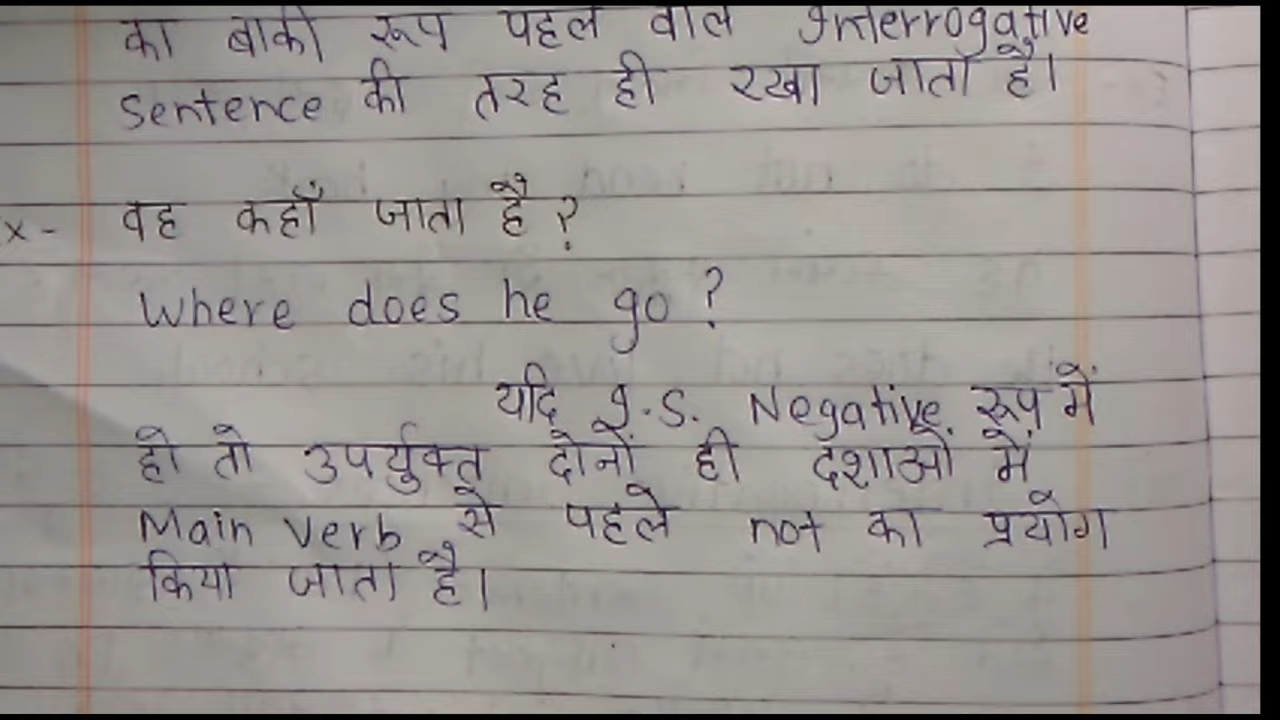 का बाकी रूप पहले वाले Interrogative
Sentence की तरह ही रखा जाता है।
x - वह कहाँ जाता है ?
Where does he go ?
यदि I.S. Negative रूप में
हो तो उपर्युक्त दोनों ही दशाओं में
Main verb से पहले not का प्रयोग
किया जाता है।